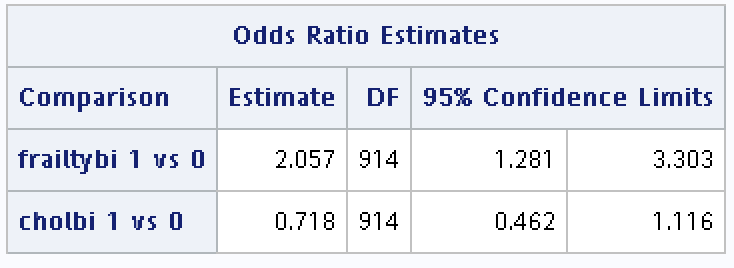 Odds Ratio Estimates
Comparison Estimate DF 95% Confidence Limits
frailtybi 1 vs 0 2.057 914 1.281 3.303
cholbi 1 vs 0 0.718 914 0.462 1.116